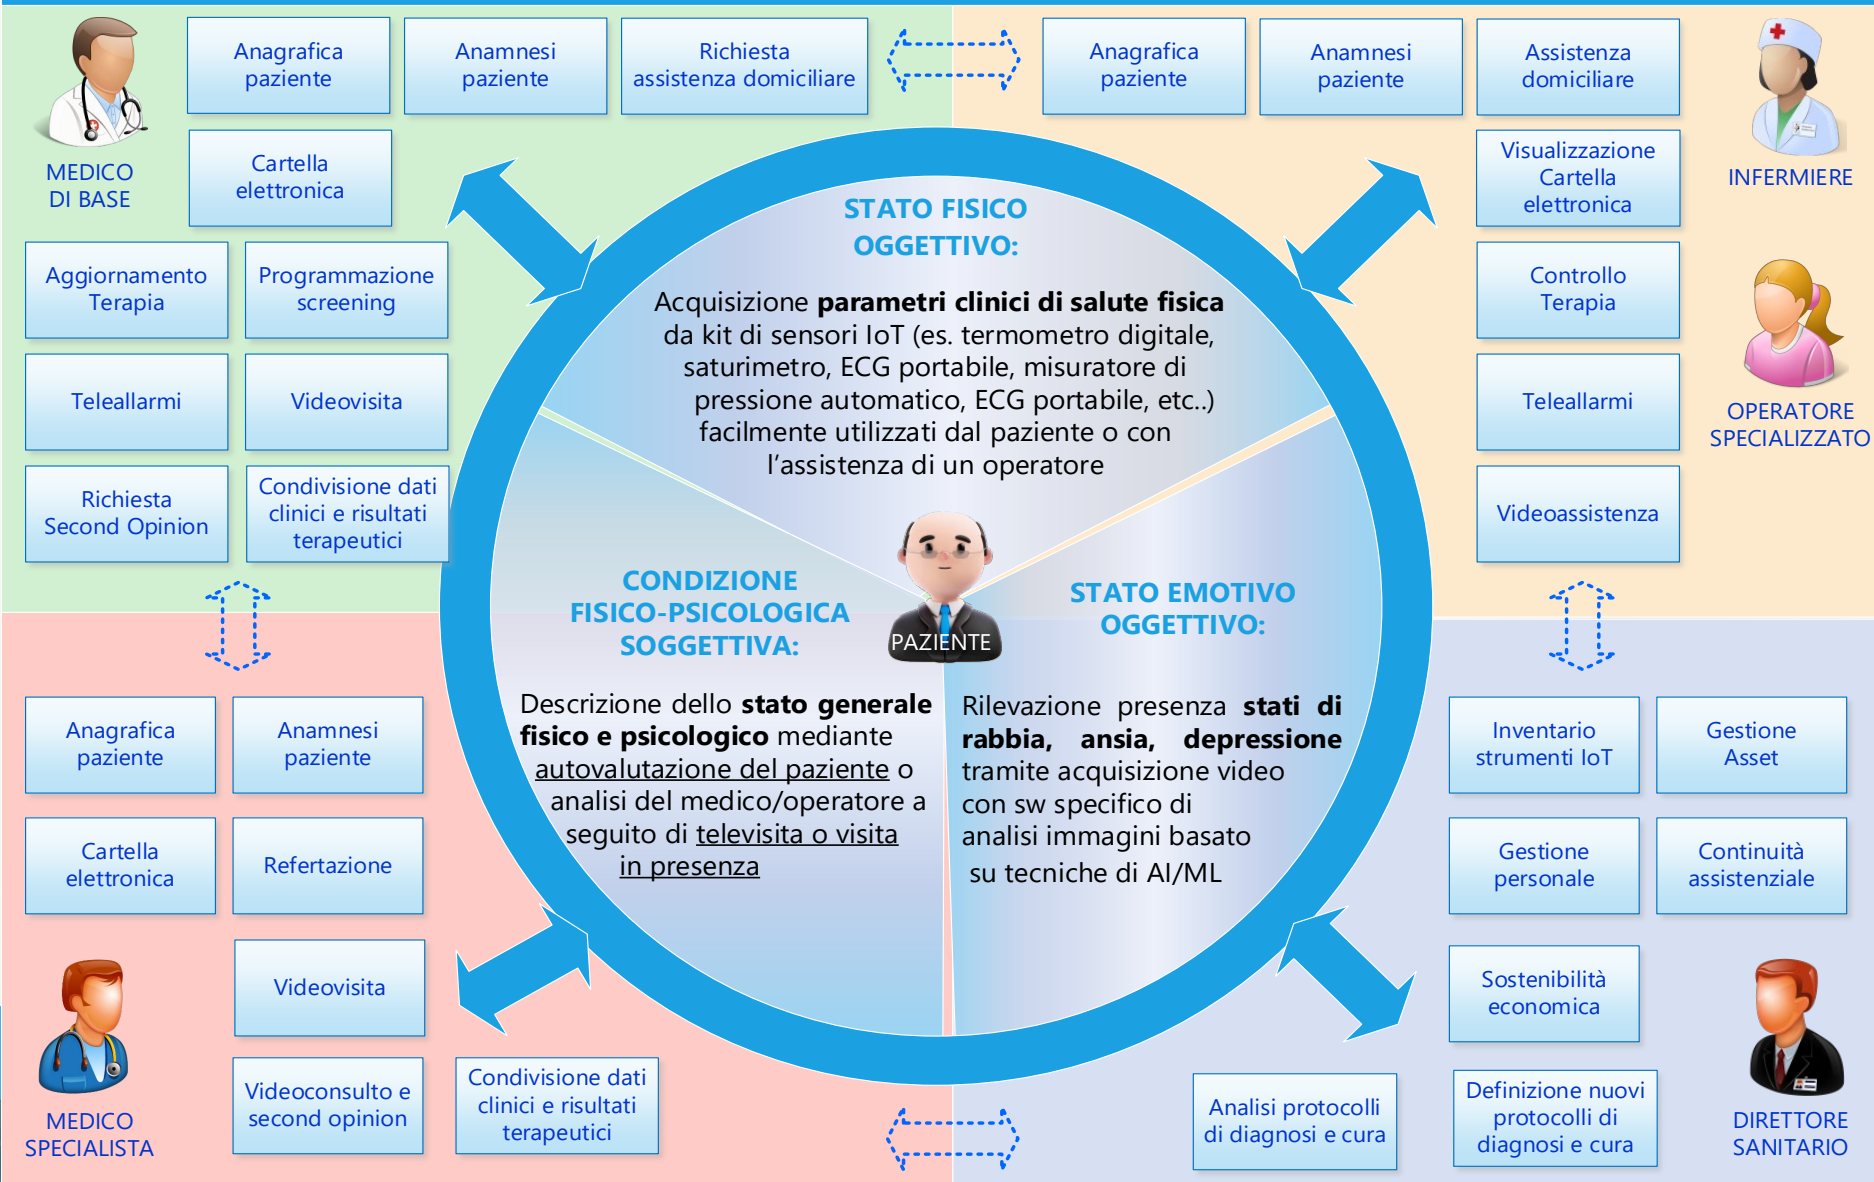 Anagrafica
paziente
Anamnesi
paziente
Richiesta
assistenza domiciliare
MEDICO
DI BASE
Cartella
elettronica
Aggiornamento
Terapia
Programmazione
screening
Teleallarmi
Videovisita
Richiesta
Second Opinion
Condivisione dati
clinici e risultati
terapeutici
Anagrafica
paziente
Anamnesi
paziente
Assistenza
domiciliare
INFERMIERE
Visualizzazione
Cartella
elettronica
Controllo
Terapia
Teleallarmi
OPERATORE
SPECIALIZZATO
Videoassistenza
STATO FISICO
OGGETTIVO:
Acquisizione parametri clinici di salute fisica
da kit di sensori IoT (es. termometro digitale,
saturimetro, ECG portabile, misuratore di
pressione automatico, ECG portabile, etc..)
facilmente utilizzati dal paziente o con
l’assistenza di un operatore
PAZIENTE
CONDIZIONE
FISICO-PSICOLOGICA
SOGGETTIVA:
Descrizione dello stato generale
fisico e psicologico mediante
autovalutazione del paziente o
analisi del medico/operatore a
seguito di televisita o visita
in presenza
STATO EMOTIVO
OGGETTIVO:
Rilevazione presenza stati di
rabbia, ansia, depressione
tramite acquisizione video
con sw specifico di
analisi immagini basato
su tecniche di AI/ML
Anagrafica
paziente
Anamnesi
paziente
Cartella
elettronica
Refertazione
Videovisita
MEDICO
SPECIALISTA
Videoconsulto e
second opinion
Condivisione dati
clinici e risultati
terapeutici
Inventario
strumenti IoT
Gestione
Asset
Gestione
personale
Continuità
assistenziale
Sostenibilità
economica
Analisi protocolli
di diagnosi e cura
Definizione nuovi
protocolli di
diagnosi e cura
DIRETTORE
SANITARIO